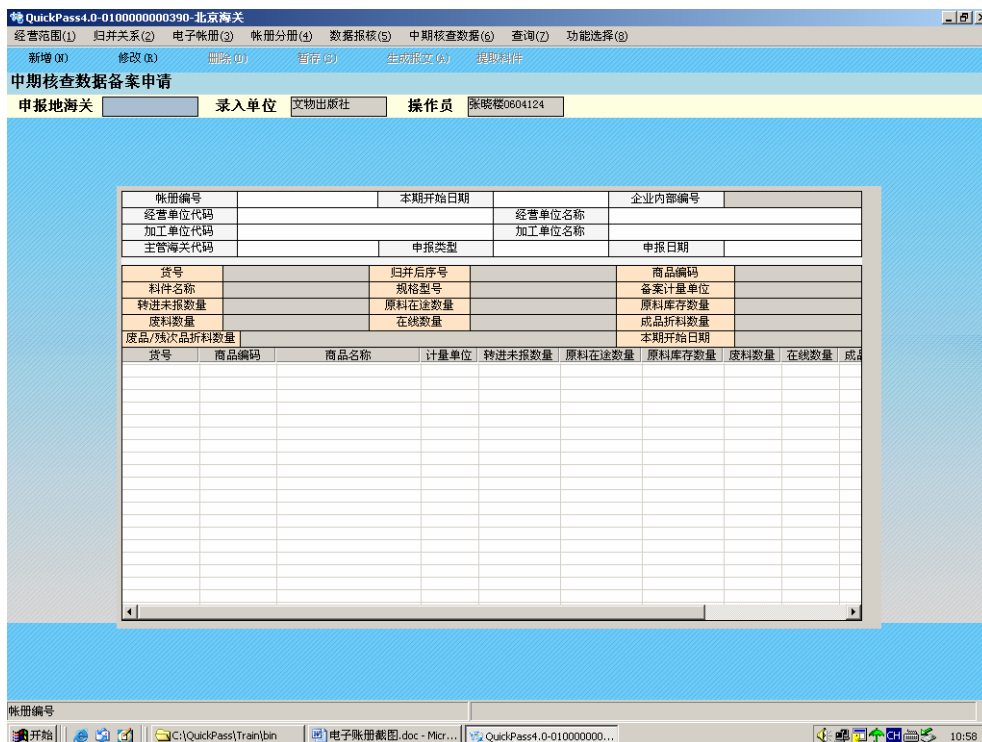 QuickPass4.0-0100000000390-北京海关
经营范围(1) 归并关系(2) 电子帐册(3) 帐册分册(4) 数据报核(5) 中期核查数据(6) 查询(7) 功能选择(8)
新增(N) 修改(R) 删除(D) 暂存(S) 生成报文(A) 提取料件
中期核查数据备案申请
申报地海关 录入单位 文物出版社 操作员 张晓楼0604124
帐册编号 本期开始日期 企业内部编号
经营单位代码 经营单位名称
加工单位代码 加工单位名称
主管海关代码 申报类型 申报日期
货号 归并后序号 商品编码
料件名称 规格型号 备案计量单位
转进未报数量 原料在途数量 原料库存数量
废料数量 在线数量 成品折料数量
废品/残次品折料数量 本期开始日期
货号 商品编码 商品名称 计量单位 转进未报数量 原料在途数量 原料库存数量 废料数量 在线数量 成品
帐册编号
开始 C:\QuickPass\Train\bin 电子账册截图.doc - Micr... QuickPass4.0-010000000... CH 10:58